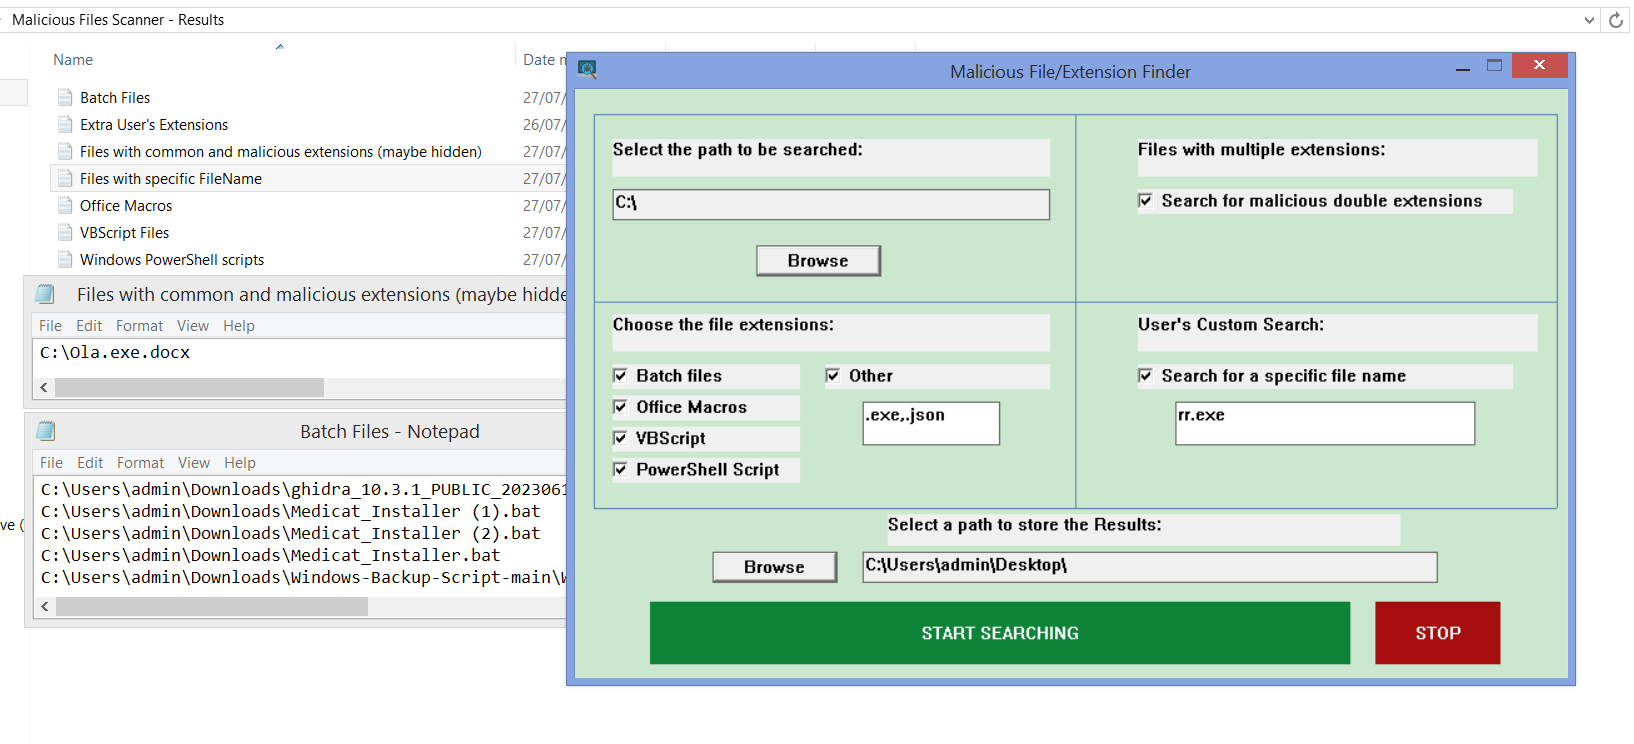 Malicious Files Scanner - Results
Name
Date
Batch Files
27/07/
Extra User's Extensions
26/07/
Files with common and malicious extensions (maybe hidden)
27/07/
Files with specific FileName
27/07/
Office Macros
27/07/
VBScript Files
27/07/
Windows PowerShell scripts
27/07/
Files with common and malicious extensions (maybe hidde
File Edit Format View Help
C:\Ola.exe.docx
Batch Files - Notepad
File Edit Format View Help
C:\Users\admin\Downloads\ghidra_10.3.1_PUBLIC_2023061
C:\Users\admin\Downloads\Medicat_Installer (1).bat
C:\Users\admin\Downloads\Medicat_Installer (2).bat
C:\Users\admin\Downloads\Medicat_Installer.bat
C:\Users\admin\Downloads\Windows-Backup-Script-main\
ve (
Malicious File/Extension Finder
Select the path to be searched:
C:\
Browse
Files with multiple extensions:
Search for malicious double extensions
Choose the file extensions:
Batch files
Other
Office Macros
.exe,.json
VBScript
PowerShell Script
User's Custom Search:
Search for a specific file name
rr.exe
Select a path to store the Results:
Browse
C:\Users\admin\Desktop\
START SEARCHING
STOP